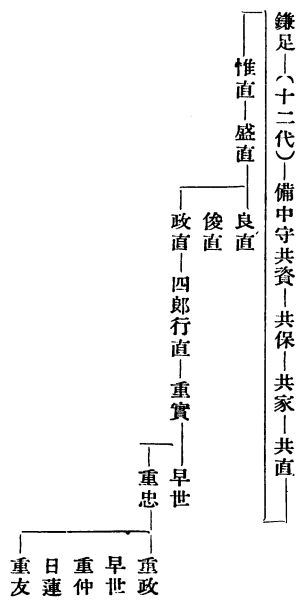 鎌足―(十二代)―備中守共資―共保―共家―共直
惟直―盛直―良直
俊直
政直―四郎行直―重實―早世
重忠―重政
早世
重仲
日蓮
重友